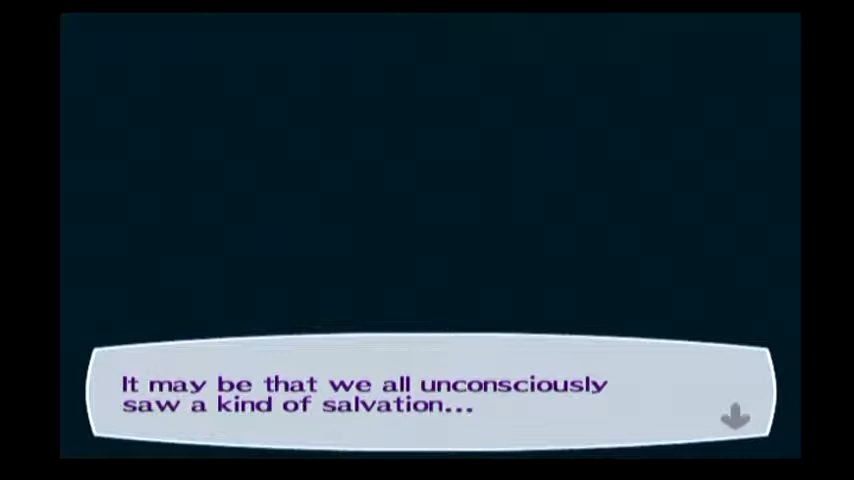 It may be that we all unconsciously
saw a kind of salvation...